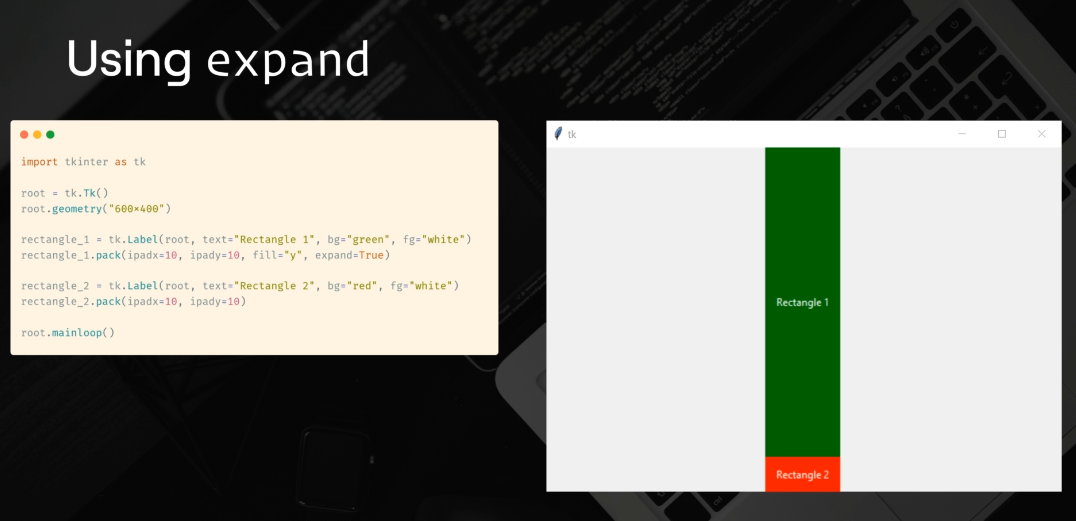 Using expand
import tkinter as tk
root = tk.Tk()
root.geometry("600×400")
rectangle_1 = tk.Label(root, text="Rectangle 1", bg="green", fg="white")
rectangle_1.pack(ipadx=10, ipady=10, fill="y", expand=True)
rectangle_2 = tk.Label(root, text="Rectangle 2", bg="red", fg="white")
rectangle_2.pack(ipadx=10, ipady=10)
root.mainloop()
tk
Rectangle 1
Rectangle 2